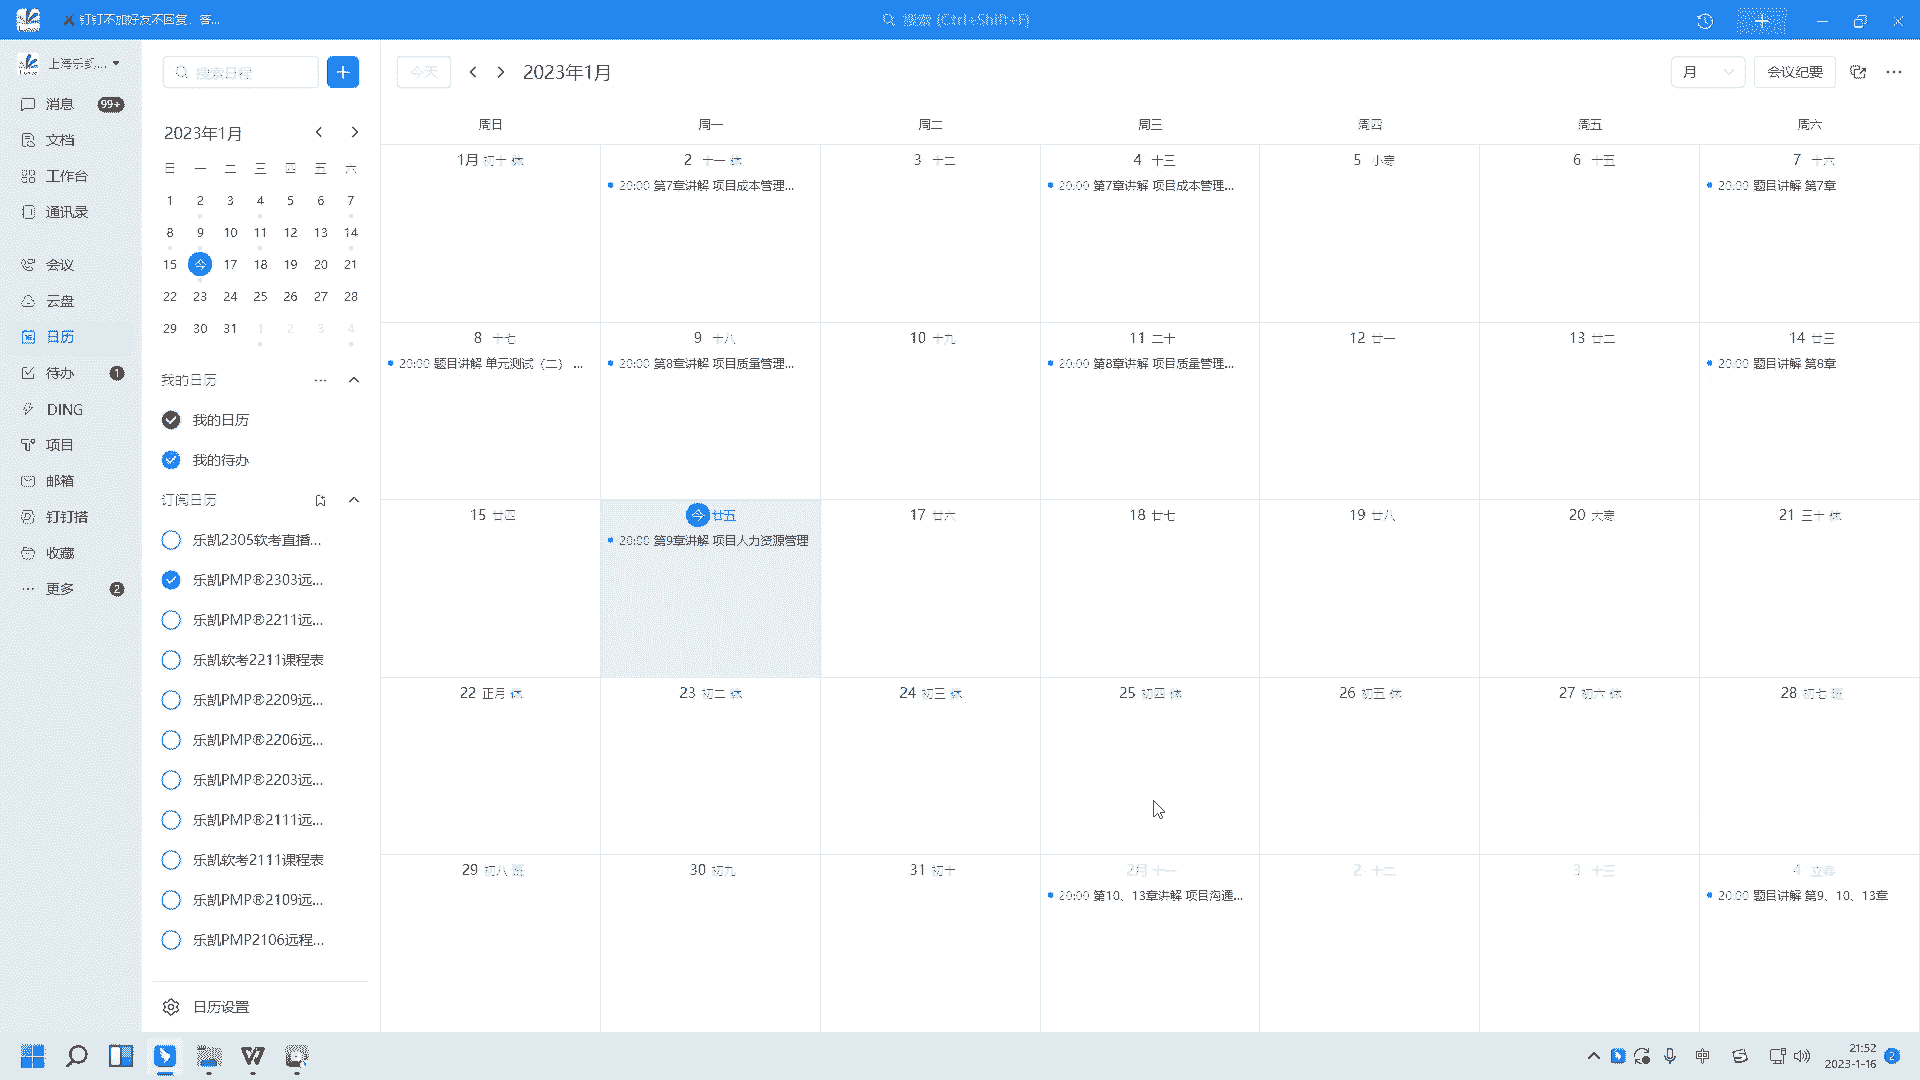 钉钉不加好友不回复，客...
搜索 (Ctrl+Shift+F)
上海乐凯...
消息 99+
文档
工作台
通讯录
会议
云盘
日历
待办 1
DING
项目
邮箱
钉钉搭
收藏
更多 2
搜索日程
2023年1月
日 一 二 三 四 五 六
1 2 3 4 5 6 7
8 9 10 11 12 13 14
15 今 17 18 19 20 21
22 23 24 25 26 27 28
29 30 31 1 2 3 4
我的日历
我的日历
我的待办
订阅日历
乐凯2305软考直播...
乐凯PMP®2303远...
乐凯PMP®2211远...
乐凯软考2211课程表
乐凯PMP®2209远...
乐凯PMP®2206远...
乐凯PMP®2203远...
乐凯PMP®2111远...
乐凯软考2111课程表
乐凯PMP®2109远...
乐凯PMP2106远程...
日历设置
今天 2023年1月 月 会议纪要
周日 周一 周二 周三 周四 周五 周六
1月 初十 休 2 十一 休 3 十二 4 十三 5 小寒 6 十五 7 十六
20:00 第7章讲解 项目成本管理... 20:00 第7章讲解 项目成本管理... 20:00 题目讲解 第7章
8 十七 9 十八 10 十九 11 二十 12 廿一 13 廿二 14 廿三
20:00 题目讲解 单元测试（二） ... 20:00 第8章讲解 项目质量管理... 20:00 第8章讲解 项目质量管理... 20:00 题目讲解 第8章
15 廿四 今 廿五 17 廿六 18 廿七 19 廿八 20 大寒 21 三十 休
20:00 第9章讲解 项目人力资源管理
22 正月 休 23 初二 休 24 初三 休 25 初四 休 26 初五 休 27 初六 休 28 初七 班
29 初八 班 30 初九 31 初十 2月 十一 2 十二 3 十三 4 立春
20:00 第10、13章讲解 项目沟通... 20:00 题目讲解 第9、10、13章
中
21:52
2023-1-16
2